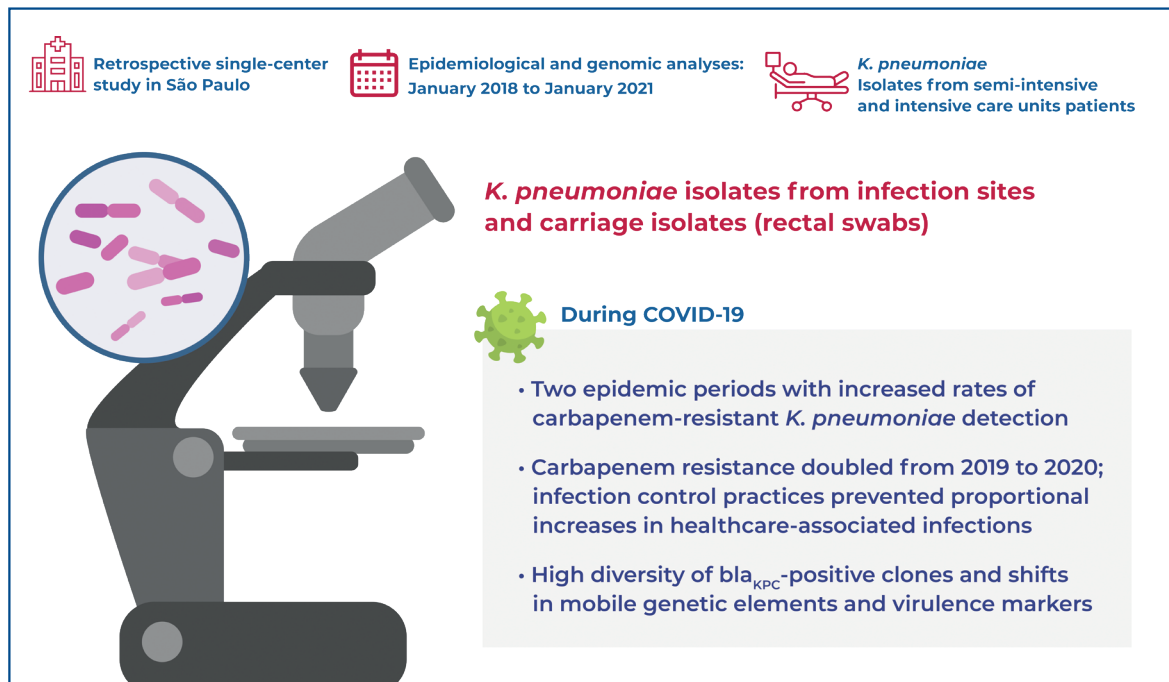 Retrospective single-center
study in São Paulo
Epidemiological and genomic analyses:
January 2018 to January 2021
K. pneumoniae
Isolates from semi-intensive
and intensive care units patients
K. pneumoniae isolates from infection sites
and carriage isolates (rectal swabs)
During COVID-19
• Two epidemic periods with increased rates of
carbapenem-resistant K. pneumoniae detection
• Carbapenem resistance doubled from 2019 to 2020;
infection control practices prevented proportional
increases in healthcare-associated infections
• High diversity of blaKPC-positive clones and shifts
in mobile genetic elements and virulence markers